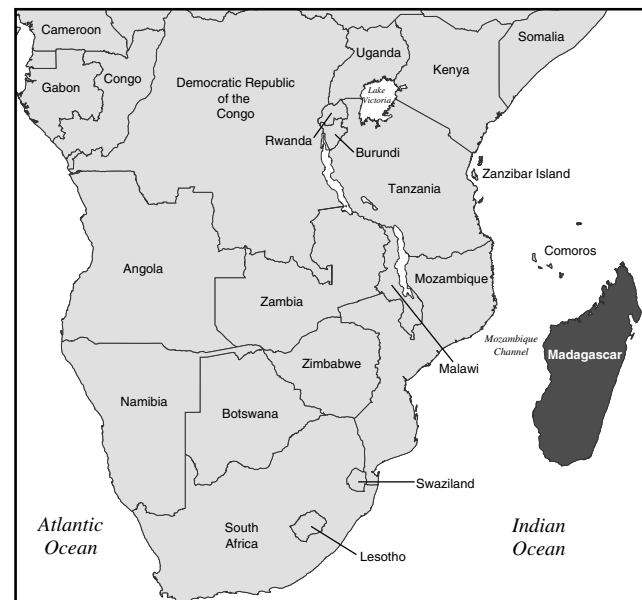 Cameroon
Somalia
Uganda
Kenya
Gabon
Congo
Democratic Republic
of the
Congo
Lake
Victoria
Rwanda
Burundi
Zanzibar Island
Tanzania
Comoros
Angola
Mozambique
Zambia
Mozambique
Channel
Madagascar
Malawi
Zimbabwe
Namibia
Botswana
Swaziland
Atlantic
Ocean
South
Africa
Indian
Ocean
Lesotho